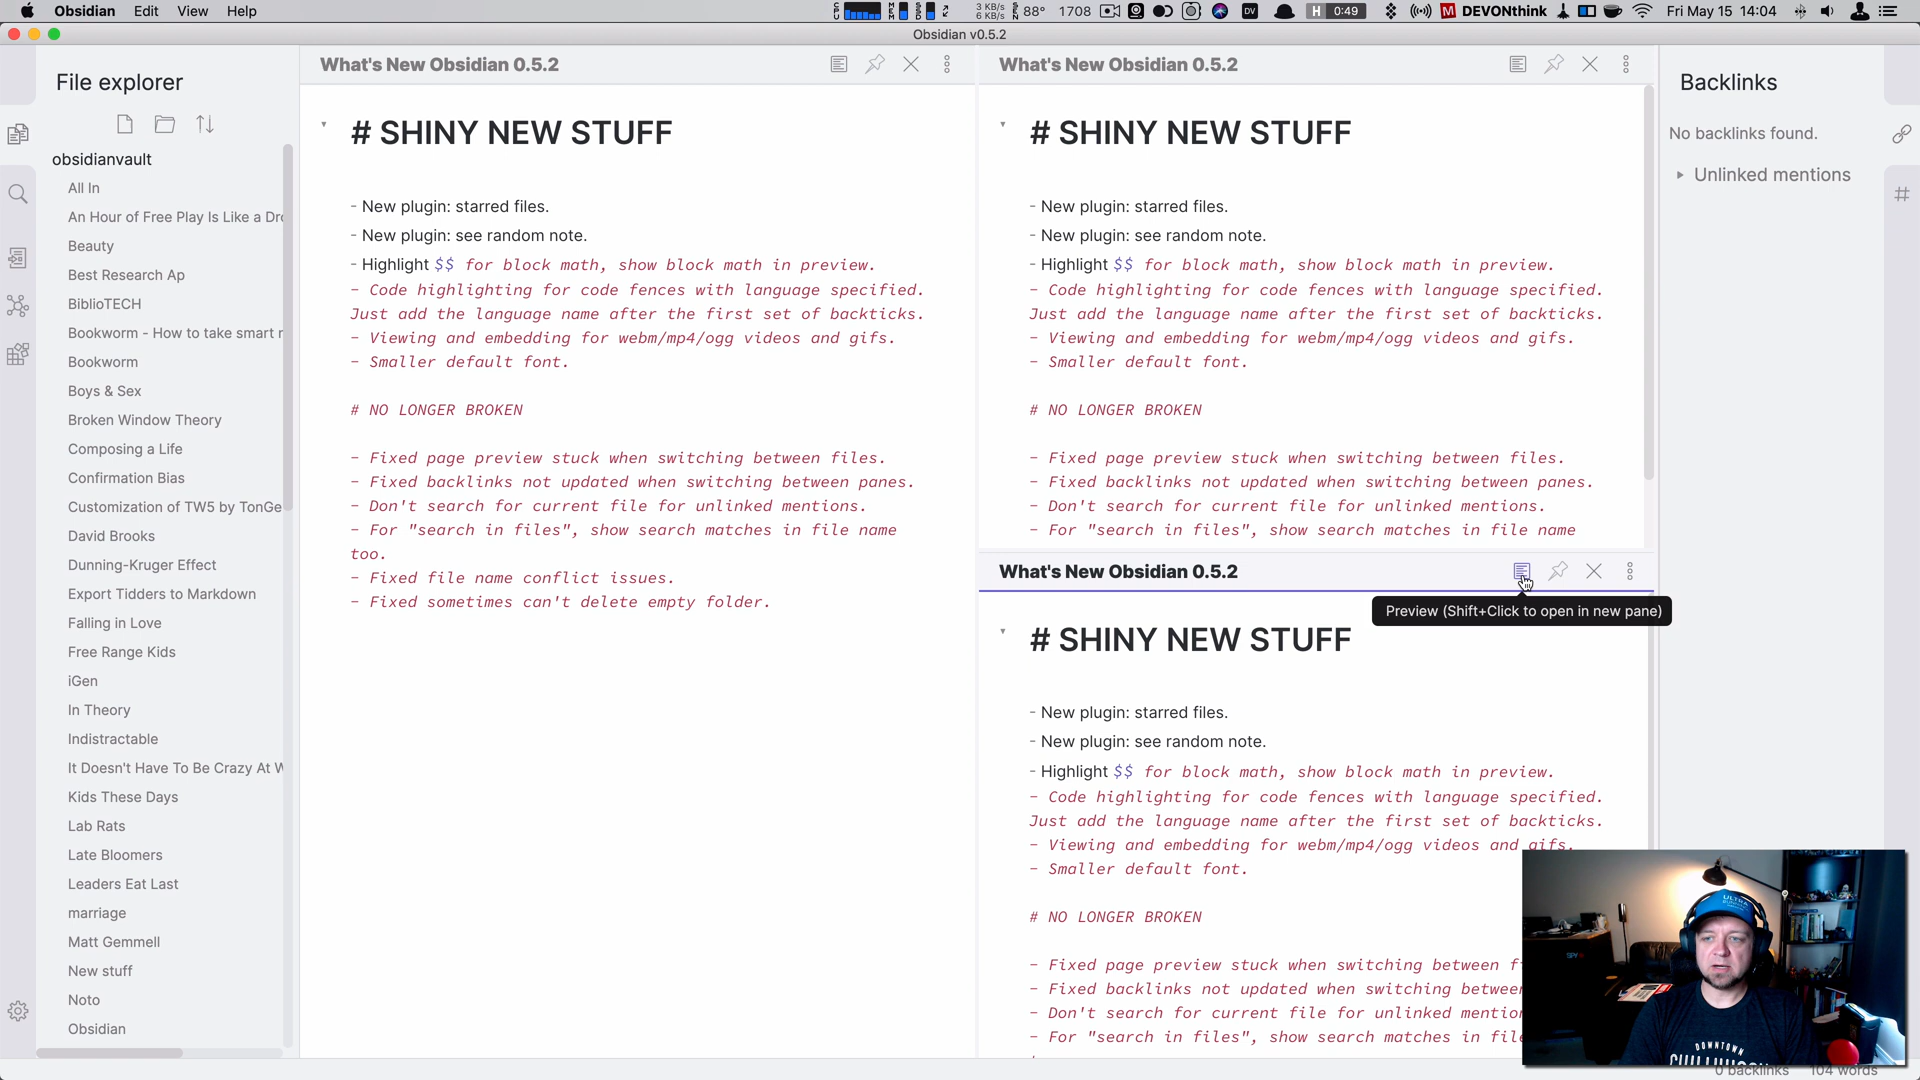 Obsidian Edit View Help
3 KB/s
6 KB/s
88° 1708 DV H 0:49 M DEVONthink Fri May 15 14:04
Obsidian v0.5.2
File explorer
obsidianvault
All In
An Hour of Free Play Is Like a Dr
Beauty
Best Research Ap
BiblioTECH
Bookworm - How to take smart r
Bookworm
Boys & Sex
Broken Window Theory
Composing a Life
Confirmation Bias
Customization of TW5 by TonGe
David Brooks
Dunning-Kruger Effect
Export Tidders to Markdown
Falling in Love
Free Range Kids
iGen
In Theory
Indistractable
It Doesn't Have To Be Crazy At W
Kids These Days
Lab Rats
Late Bloomers
Leaders Eat Last
marriage
Matt Gemmell
New stuff
Noto
Obsidian
What's New Obsidian 0.5.2
# SHINY NEW STUFF
- New plugin: starred files.
- New plugin: see random note.
- Highlight $$ for block math, show block math in preview.
- Code highlighting for code fences with language specified.
Just add the language name after the first set of backticks.
- Viewing and embedding for webm/mp4/ogg videos and gifs.
- Smaller default font.
# NO LONGER BROKEN
- Fixed page preview stuck when switching between files.
- Fixed backlinks not updated when switching between panes.
- Don't search for current file for unlinked mentions.
- For "search in files", show search matches in file name
too.
- Fixed file name conflict issues.
- Fixed sometimes can't delete empty folder.
What's New Obsidian 0.5.2
# SHINY NEW STUFF
- New plugin: starred files.
- New plugin: see random note.
- Highlight $$ for block math, show block math in preview.
- Code highlighting for code fences with language specified.
Just add the language name after the first set of backticks.
- Viewing and embedding for webm/mp4/ogg videos and gifs.
- Smaller default font.
# NO LONGER BROKEN
- Fixed page preview stuck when switching between files.
- Fixed backlinks not updated when switching between panes.
- Don't search for current file for unlinked mentions.
- For "search in files", show search matches in file name
What's New Obsidian 0.5.2
Preview (Shift+Click to open in new pane)
# SHINY NEW STUFF
- New plugin: starred files.
- New plugin: see random note.
- Highlight $$ for block math, show block math in preview.
- Code highlighting for code fences with language specified.
Just add the language name after the first set of backticks.
- Viewing and embedding for webm/mp4/ogg videos and gifs.
- Smaller default font.
# NO LONGER BROKEN
- Fixed page preview stuck when switching between f
- Fixed backlinks not updated when switching between
- Don't search for current file for unlinked mention
- For "search in files", show search matches in file
Backlinks
No backlinks found.
Unlinked mentions
ULTRA
DOWNTOWN
0 backlinks 104 words